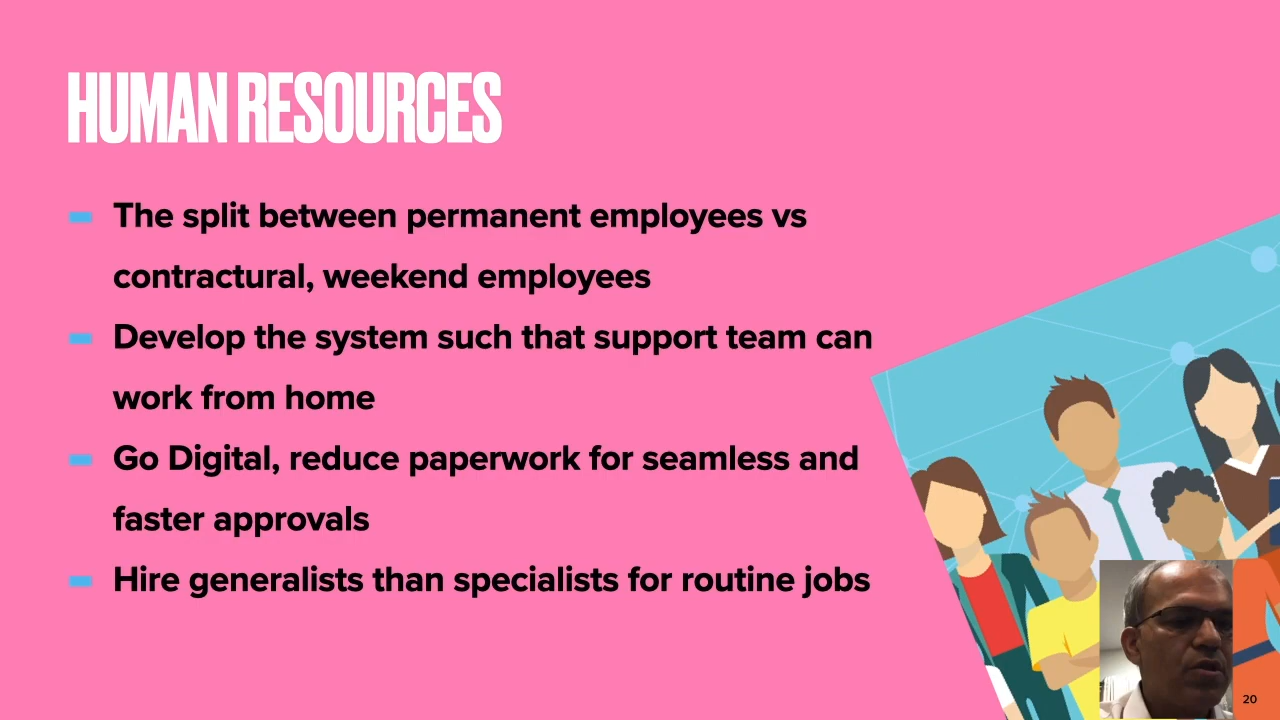 HUMAN RESOURCES
The split between permanent employees vs
contractural, weekend employees
Develop the system such that support team can
work from home
Go Digital, reduce paperwork for seamless and
faster approvals
Hire generalists than specialists for routine jobs
20